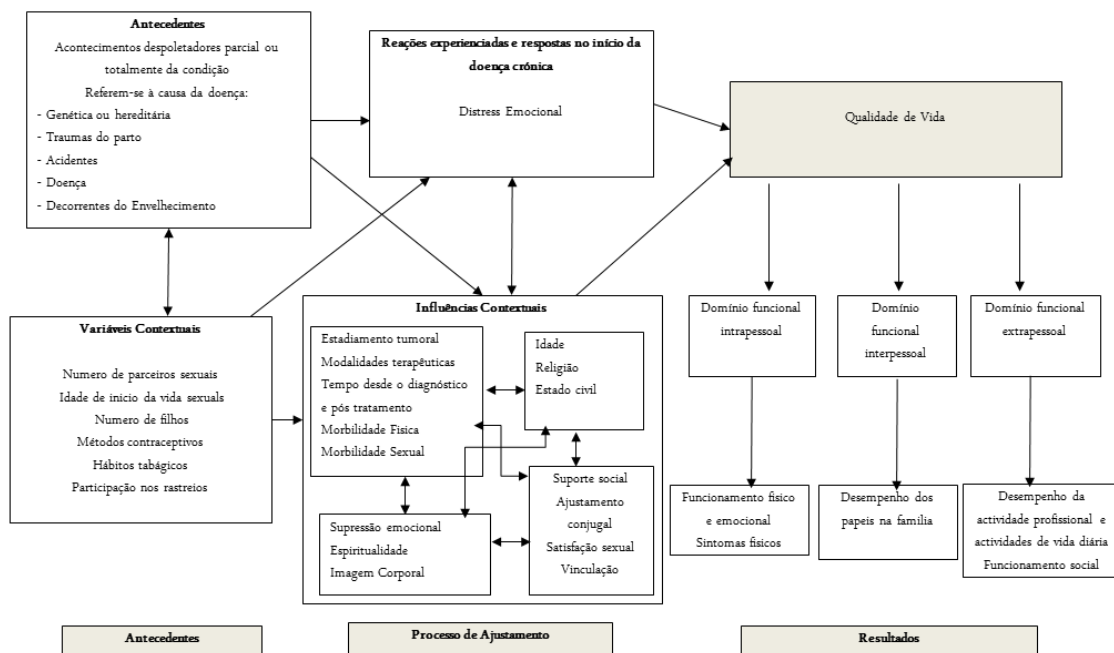 Antecedentes
Acontecimentos despoletadores parcial ou
totalmente da condição
Referem-se à causa da doença:
- Genética ou hereditária
- Traumas do parto
- Acidentes
- Doença
- Decorrentes do Envelhecimento
Reações experienciadas e respostas no início da
doença crónica
Distress Emocional
Qualidade de Vida
Variáveis Contextuais
Numero de parceiros sexuais
Idade de inicio da vida sexuals
Numero de filhos
Métodos contraceptivos
Hábitos tabágicos
Participação nos rastreios
Influências Contextuais
Estadiamento tumoral
Modalidades terapêuticas
Tempo desde o diagnóstico
e pós tratamento
Morbilidade Fisica
Morbilidade Sexual
Idade
Religião
Estado civil
Supressão emocional
Espiritualidade
Imagem Corporal
Suporte social
Ajustamento
conjugal
Satisfação sexual
Vinculação
Domínio funcional
intrapessoal
Domínio
funcional
interpessoal
Domínio funcional
extrapessoal
Funcionamento fisico
e emocional
Sintomas fisicos
Desempenho dos
papeis na familia
Desempenho da
actividade profissional e
actividades de vida diária
Funcionamento social
Antecedentes
Processo de Ajustamento
Resultados